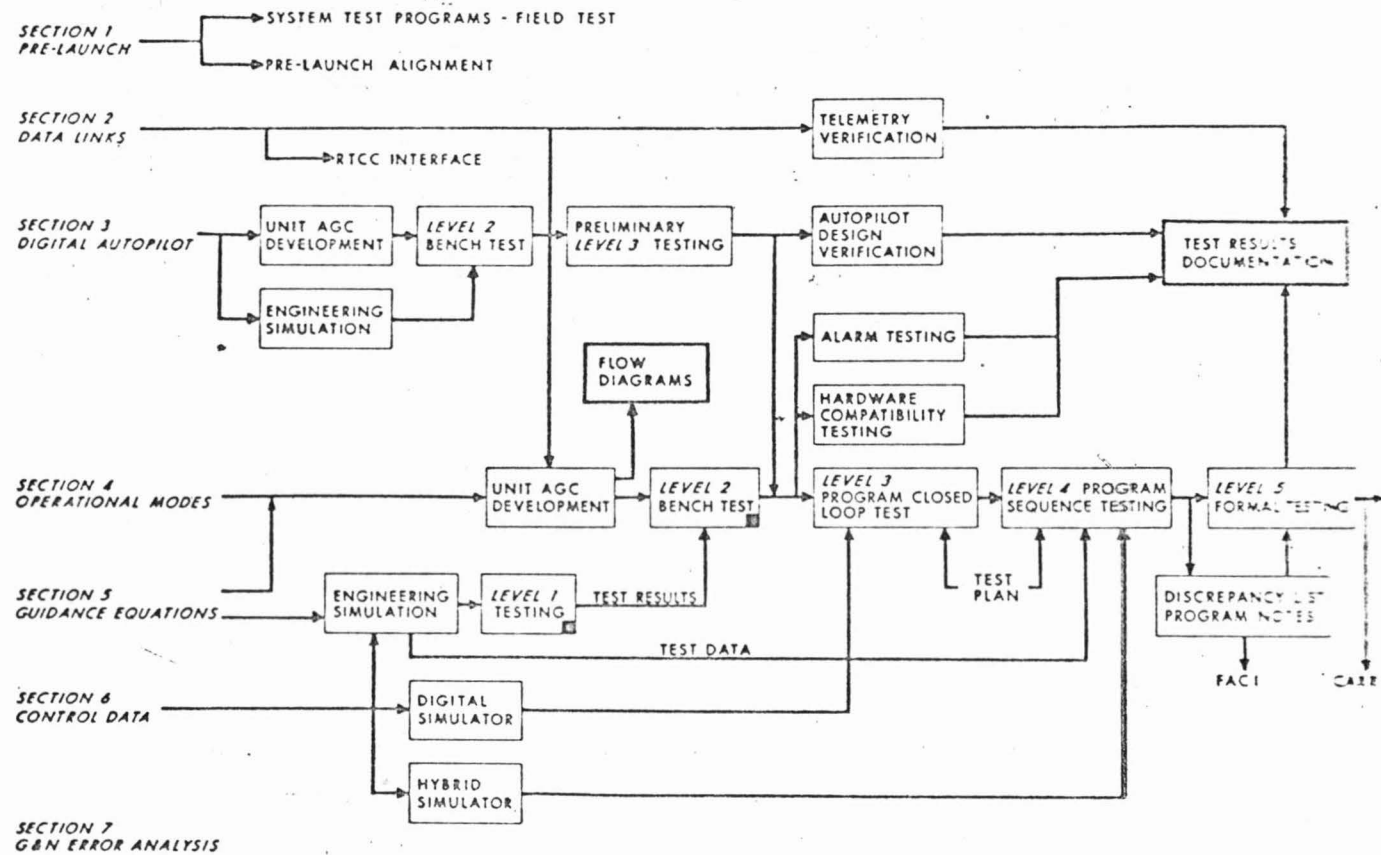 SECTION 1
PRE-LAUNCH
SYSTEM TEST PROGRAMS - FIELD TEST
PRE-LAUNCH ALIGNMENT
SECTION 2
DATA LINKS
RTCC INTERFACE
TELEMETRY
VERIFICATION
SECTION 3
DIGITAL AUTOPILOT
UNIT AGC
DEVELOPMENT
LEVEL 2
BENCH TEST
PRELIMINARY
LEVEL 3 TESTING
AUTOPILOT
DESIGN
VERIFICATION
TEST RESULTS
DOCUMENTATION
ENGINEERING
SIMULATION
ALARM TESTING
FLOW
DIAGRAMS
HARDWARE
COMPATIBILITY
TESTING
SECTION 4
OPERATIONAL MODES
UNIT AGC
DEVELOPMENT
LEVEL 2
BENCH TEST
LEVEL 3
PROGRAM CLOSED
LOOP TEST
LEVEL 4 PROGRAM
SEQUENCE TESTING
LEVEL 5
FORMAL TESTING
SECTION 5
GUIDANCE EQUATIONS
ENGINEERING
SIMULATION
LEVEL 1
TESTING
TEST RESULTS
TEST
PLAN
DISCREPANCY LIST
PROGRAM NOTES
TEST DATA
FACI
SECTION 6
CONTROL DATA
DIGITAL
SIMULATOR
HYBRID
SIMULATOR
SECTION 7
G&N ERROR ANALYSIS